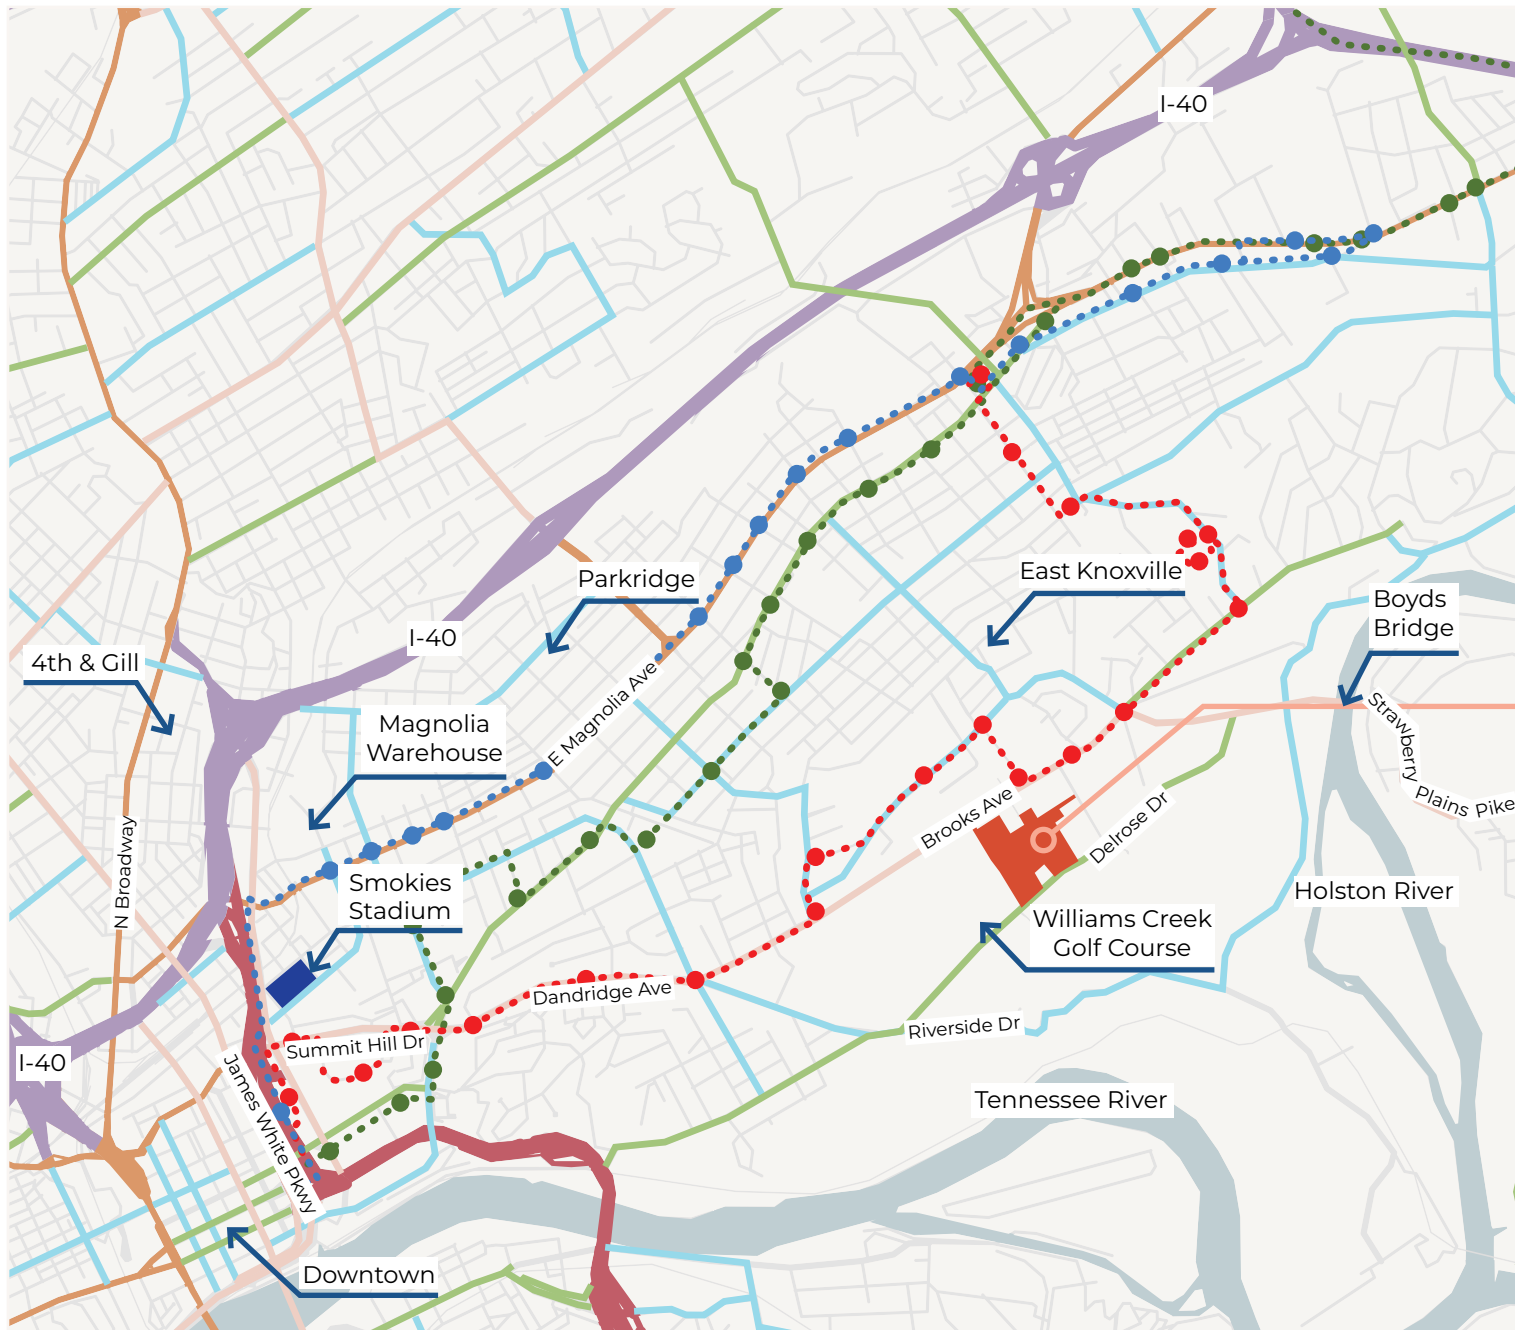 I-40
Parkridge
East Knoxville
Boyds
Bridge
I-40
4th & Gill
E Magnolia Ave
Strawberry
Plains Pike
Magnolia
Warehouse
N Broadway
Brooks Ave
Delrose Dr
Smokies
Stadium
Holston River
Williams Creek
Golf Course
Dandridge Ave
Riverside Dr
Summit Hill Dr
I-40
James White Pkwy
Tennessee River
Downtown